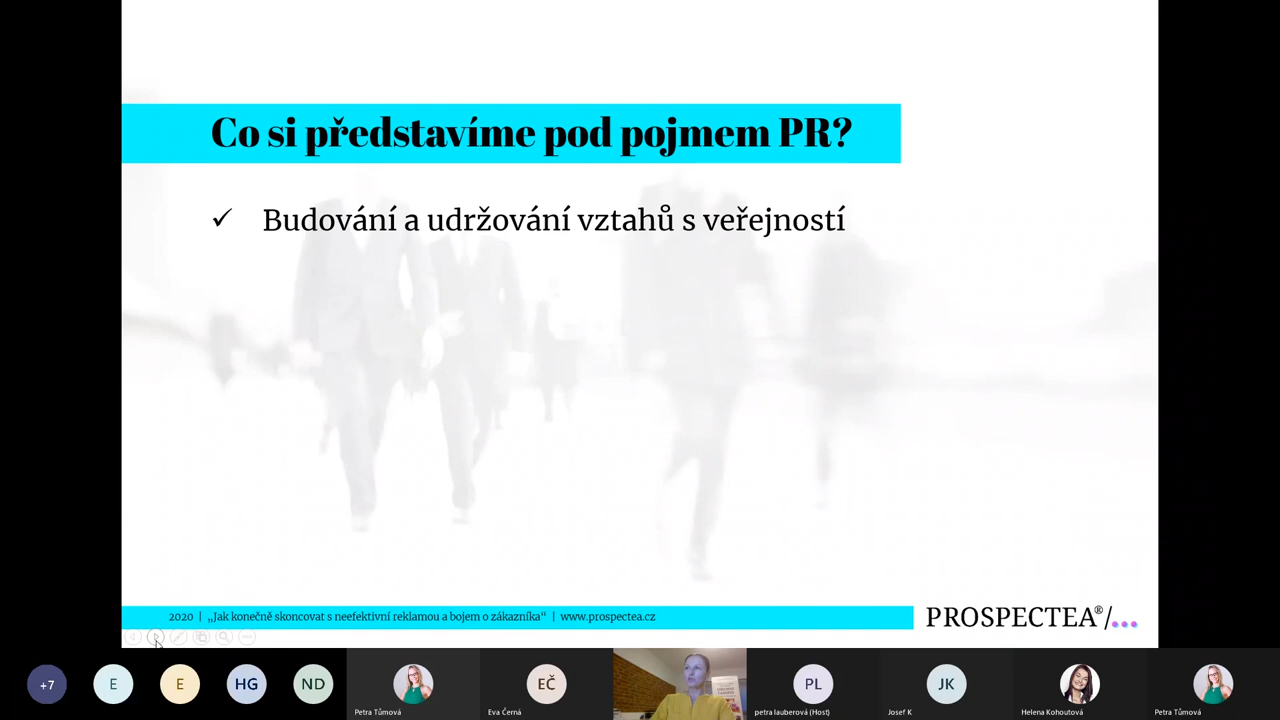 Co si představíme pod pojmem PR?
✓ Budování a udržování vztahů s veřejností
2020 | „Jak konečně skoncovat s neefektivní reklamou a bojem o zákazníka“ | www.prospectea.cz
PROSPECTEA®/...
+7
E
E
HG
ND
Petra Tůmová
EČ
Eva Černá
PL
petra lauberová (Host)
JK
Josef K
Helena Kohoutová
Petra Tůmová